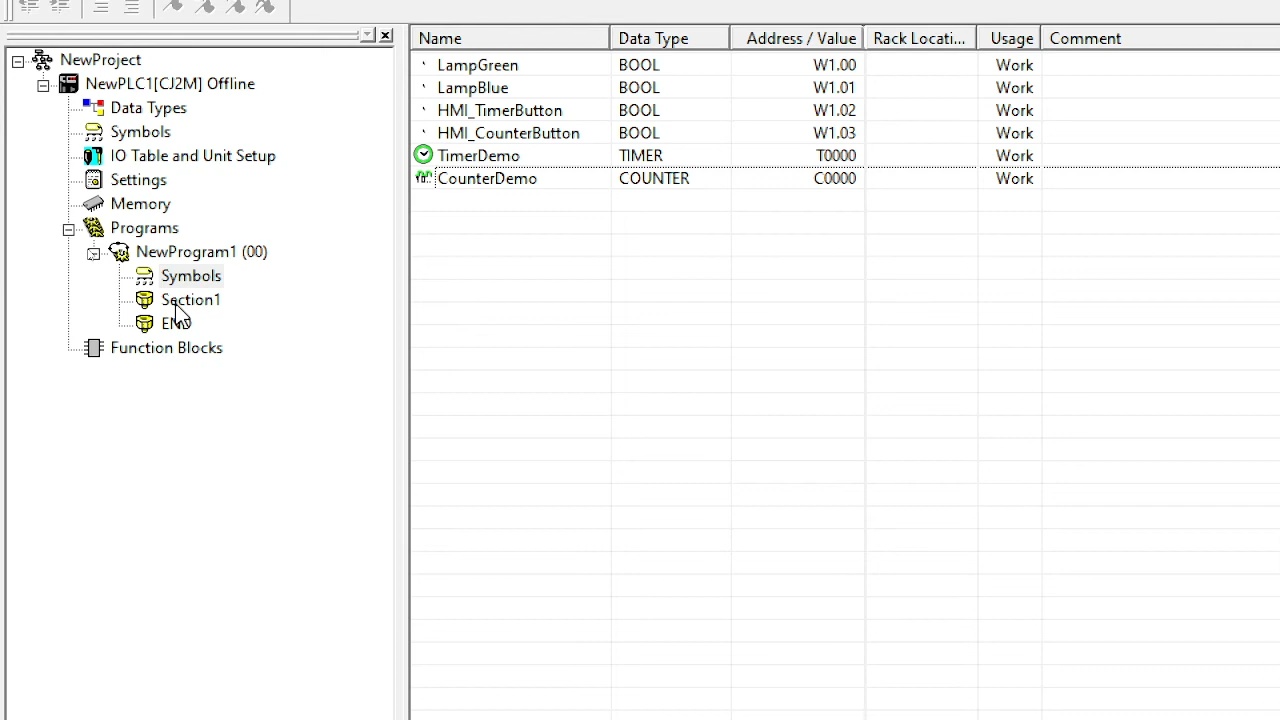 NewProject
NewPLC1[CJ2M] Offline
Data Types
Symbols
IO Table and Unit Setup
Settings
Memory
Programs
NewProgram1 (00)
Symbols
Section1
Function Blocks
Name Data Type Address / Value Rack Locati... Usage Comment
LampGreen BOOL W1.00 Work
LampBlue BOOL W1.01 Work
HMI_TimerButton BOOL W1.02 Work
HMI_CounterButton BOOL W1.03 Work
TimerDemo TIMER T0000 Work
CounterDemo COUNTER C0000 Work